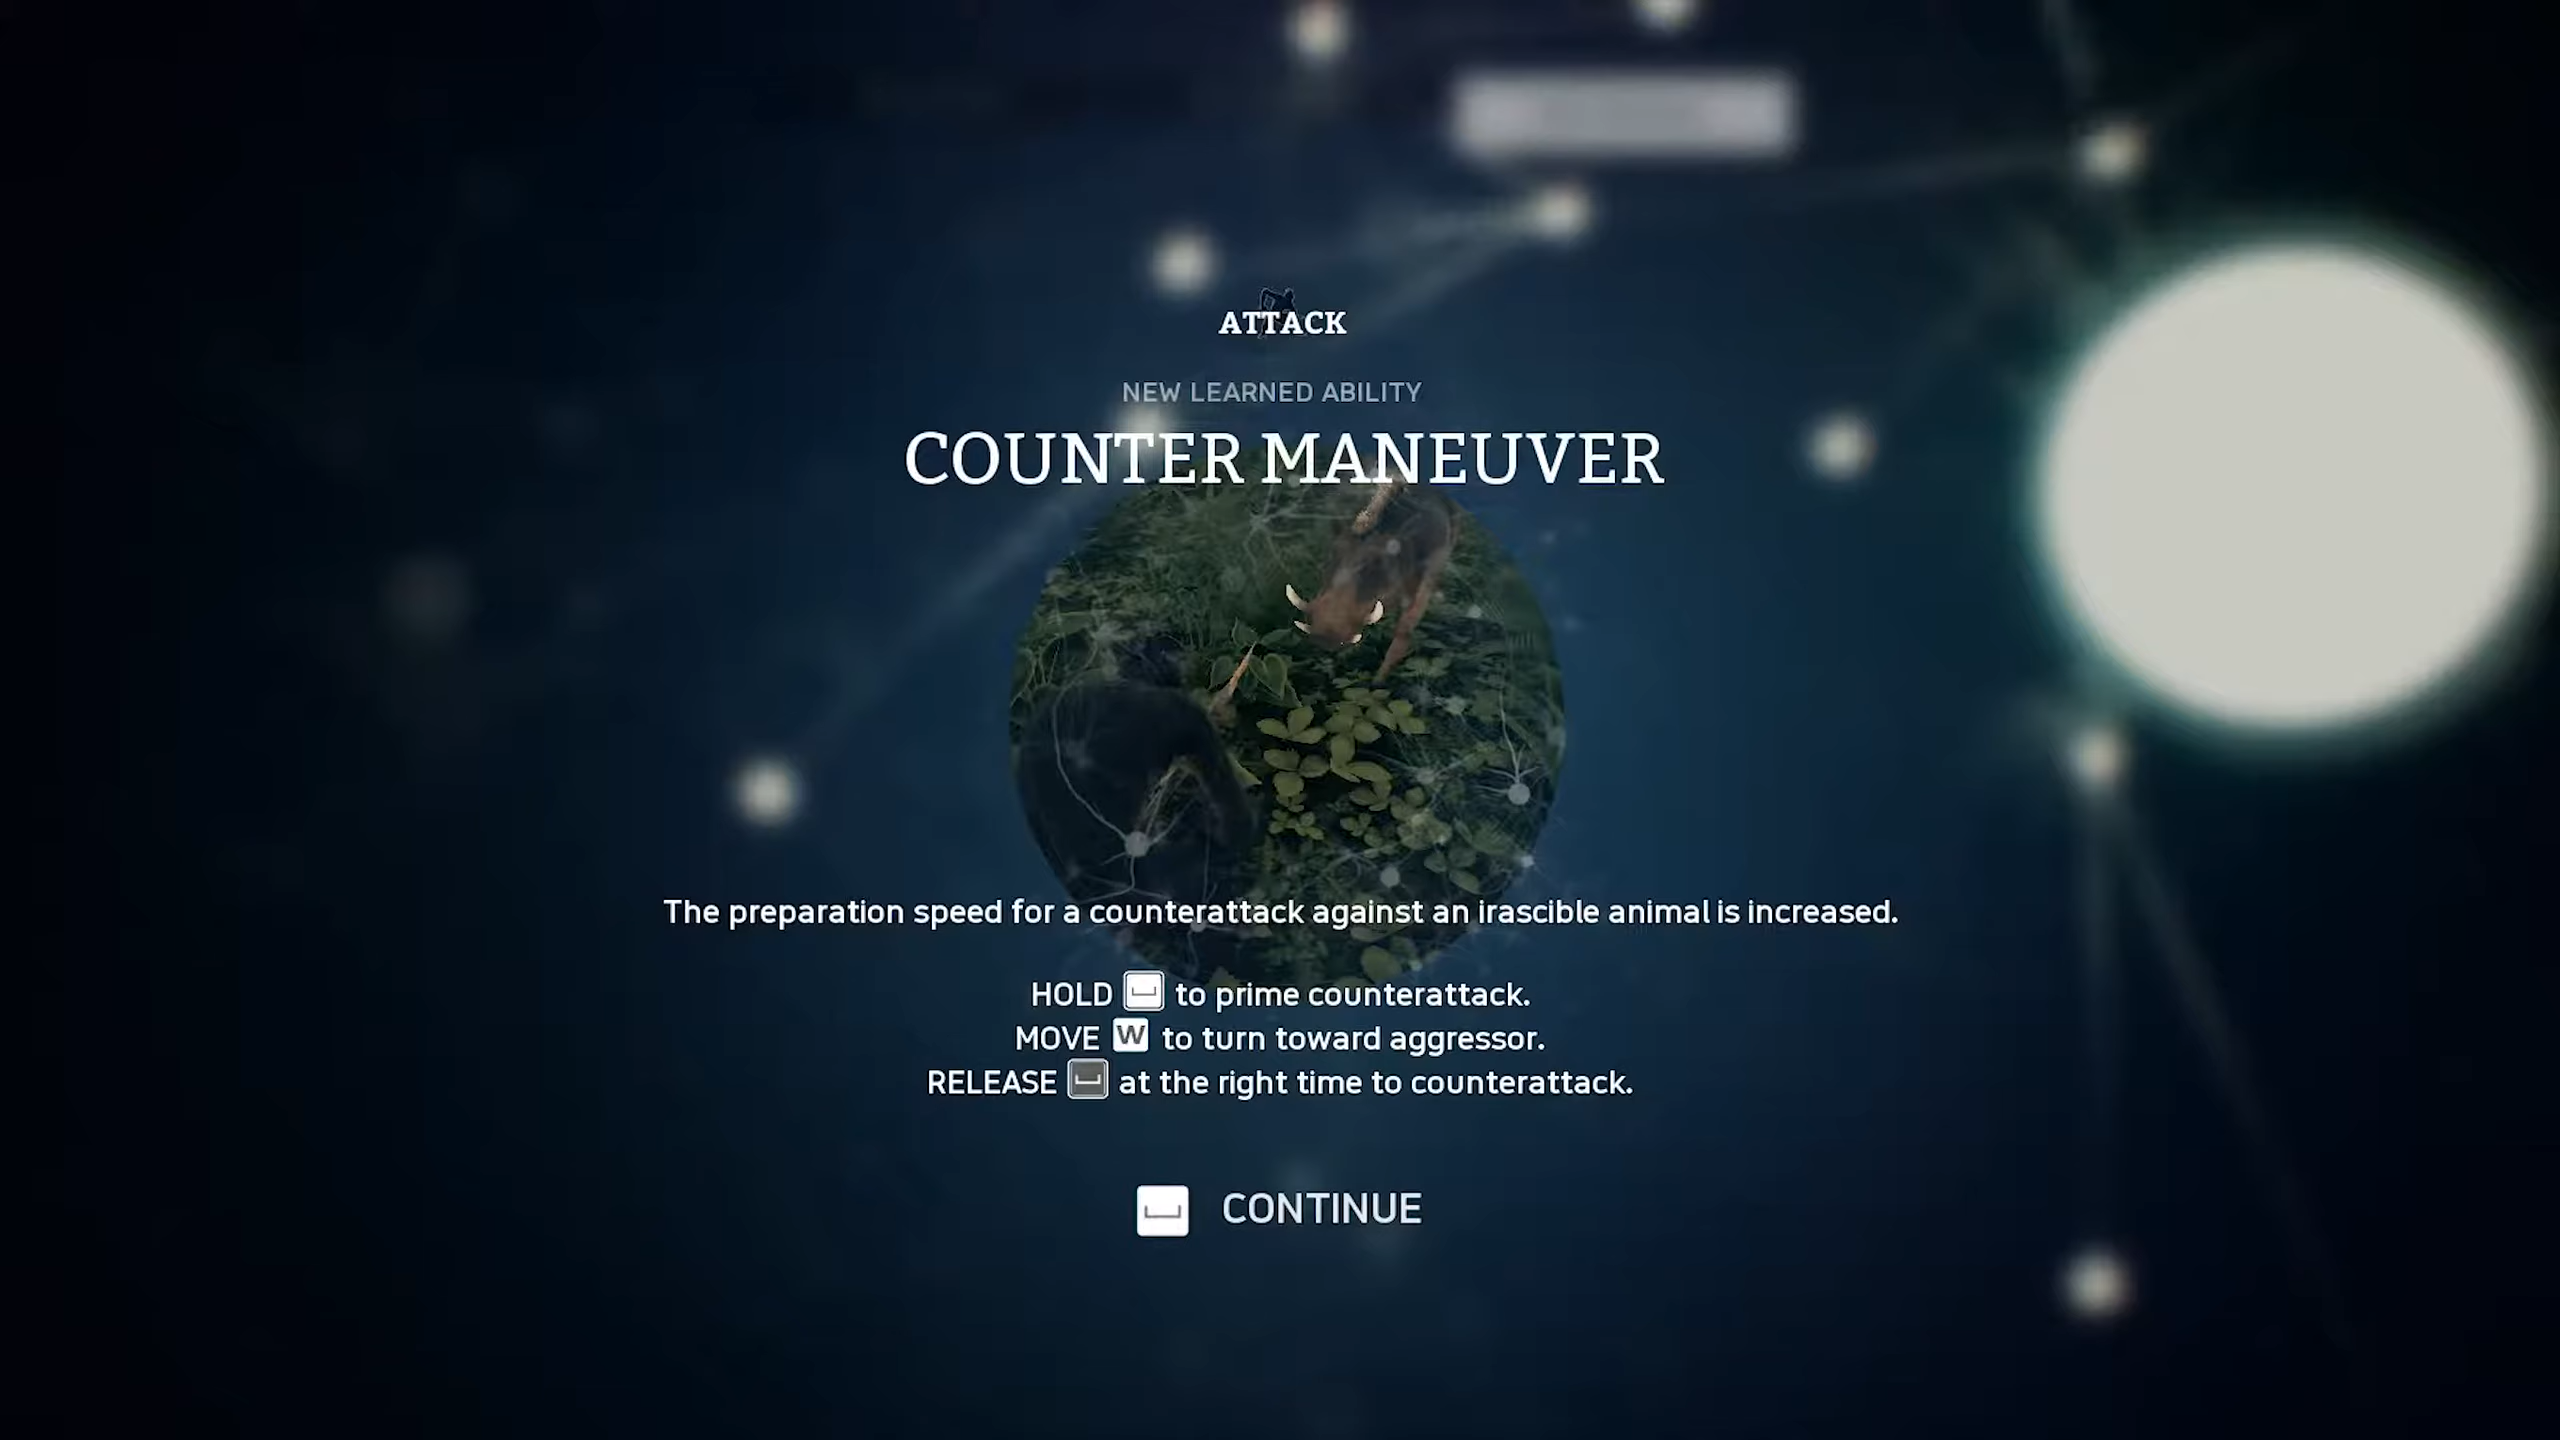 ATTACK
NEW LEARNED ABILITY
COUNTER MANEUVER
The preparation speed for a counterattack against an irascible animal is increased.
HOLD to prime counterattack.
MOVE W to turn toward aggressor.
RELEASE at the right time to counterattack.
CONTINUE